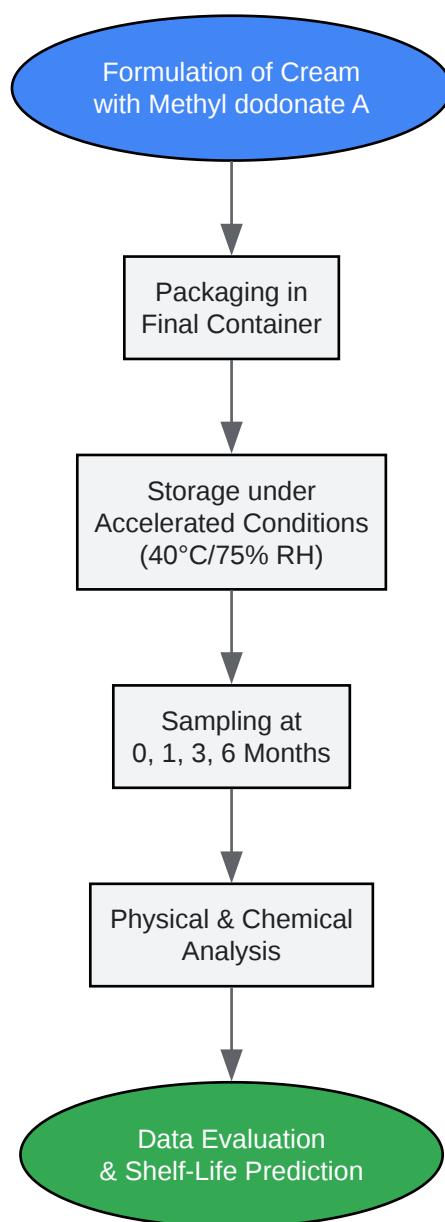 Formulation of Cream
with Methyl dodonate A
Packaging in
Final Container
Storage under
Accelerated Conditions
(40°C/75% RH)
Sampling at
0, 1, 3, 6 Months
Physical & Chemical
Analysis
Data Evaluation
& Shelf-Life Prediction